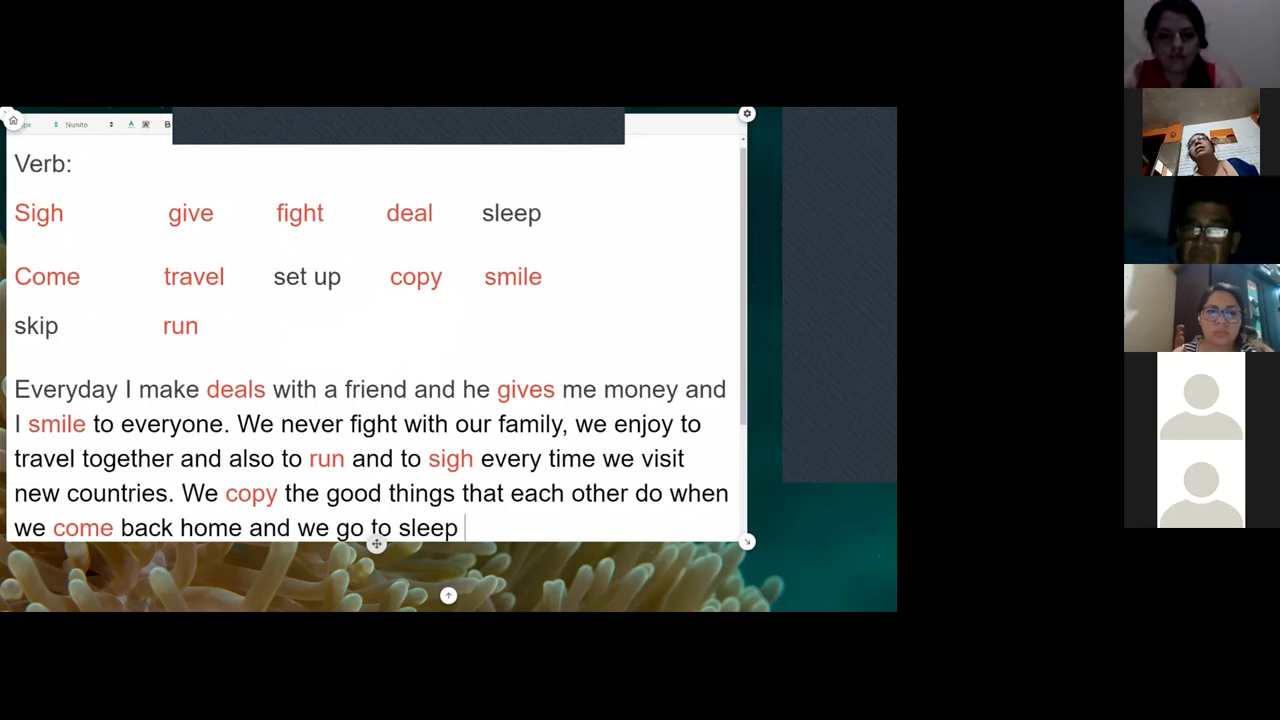 px Nunito A A B
Verb:
Sigh give fight deal sleep
Come travel set up copy smile
skip run
Everyday I make deals with a friend and he gives me money and
I smile to everyone. We never fight with our family, we enjoy to
travel together and also to run and to sigh every time we visit
new countries. We copy the good things that each other do when
we come back home and we go to sleep